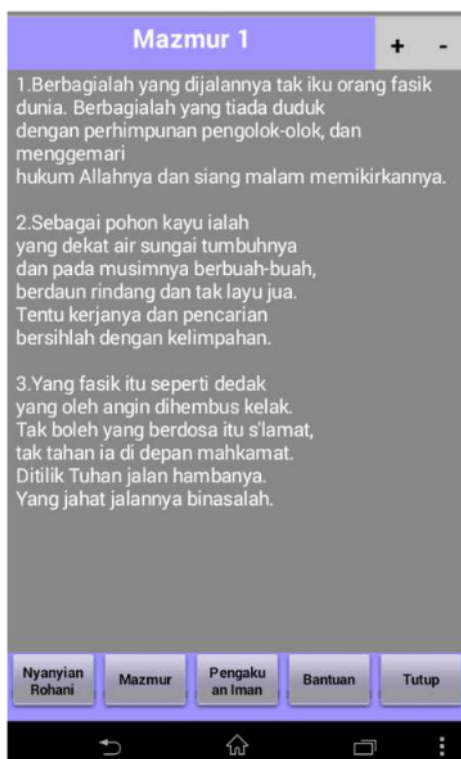 Mazmur 1
+ -
1.Berbagialah yang dijalannya tak iku orang fasik
dunia. Berbagialah yang tiada duduk
dengan perhimpunan pengolok-olok, dan
menggemari
hukum Allahnya dan siang malam memikirkannya.
2.Sebagai pohon kayu ialah
yang dekat air sungai tumbuhnya
dan pada musimnya berbuah-buah,
berdaun rindang dan tak layu jua.
Tentu kerjanya dan pencarian
bersihlah dengan kelimpahan.
3.Yang fasik itu seperti dedak
yang oleh angin dihembus kelak.
Tak boleh yang berdosa itu s'lamat,
tak tahan ia di depan mahkamat.
Ditilik Tuhan jalan hambanya.
Yang jahat jalannya binasalah.
Nyanyian
Rohani
Mazmur
Pengaku
an Iman
Bantuan
Tutup